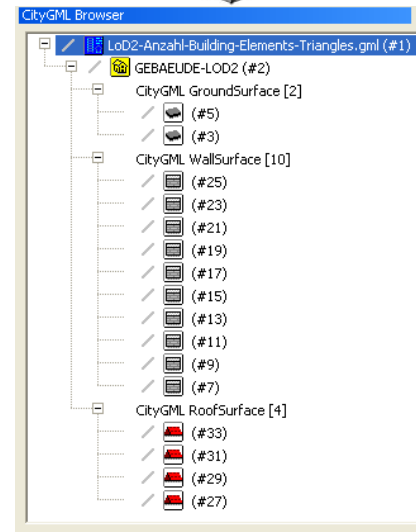 CityGML Browser
LoD2-Anzahl-Building-Elements-Triangles.gml (#1)
GEBAEUDE-LOD2 (#2)
CityGML GroundSurface [2]
(#5)
(#3)
CityGML WallSurface [10]
(#25)
(#23)
(#21)
(#19)
(#17)
(#15)
(#13)
(#11)
(#9)
(#7)
CityGML RoofSurface [4]
(#33)
(#31)
(#29)
(#27)